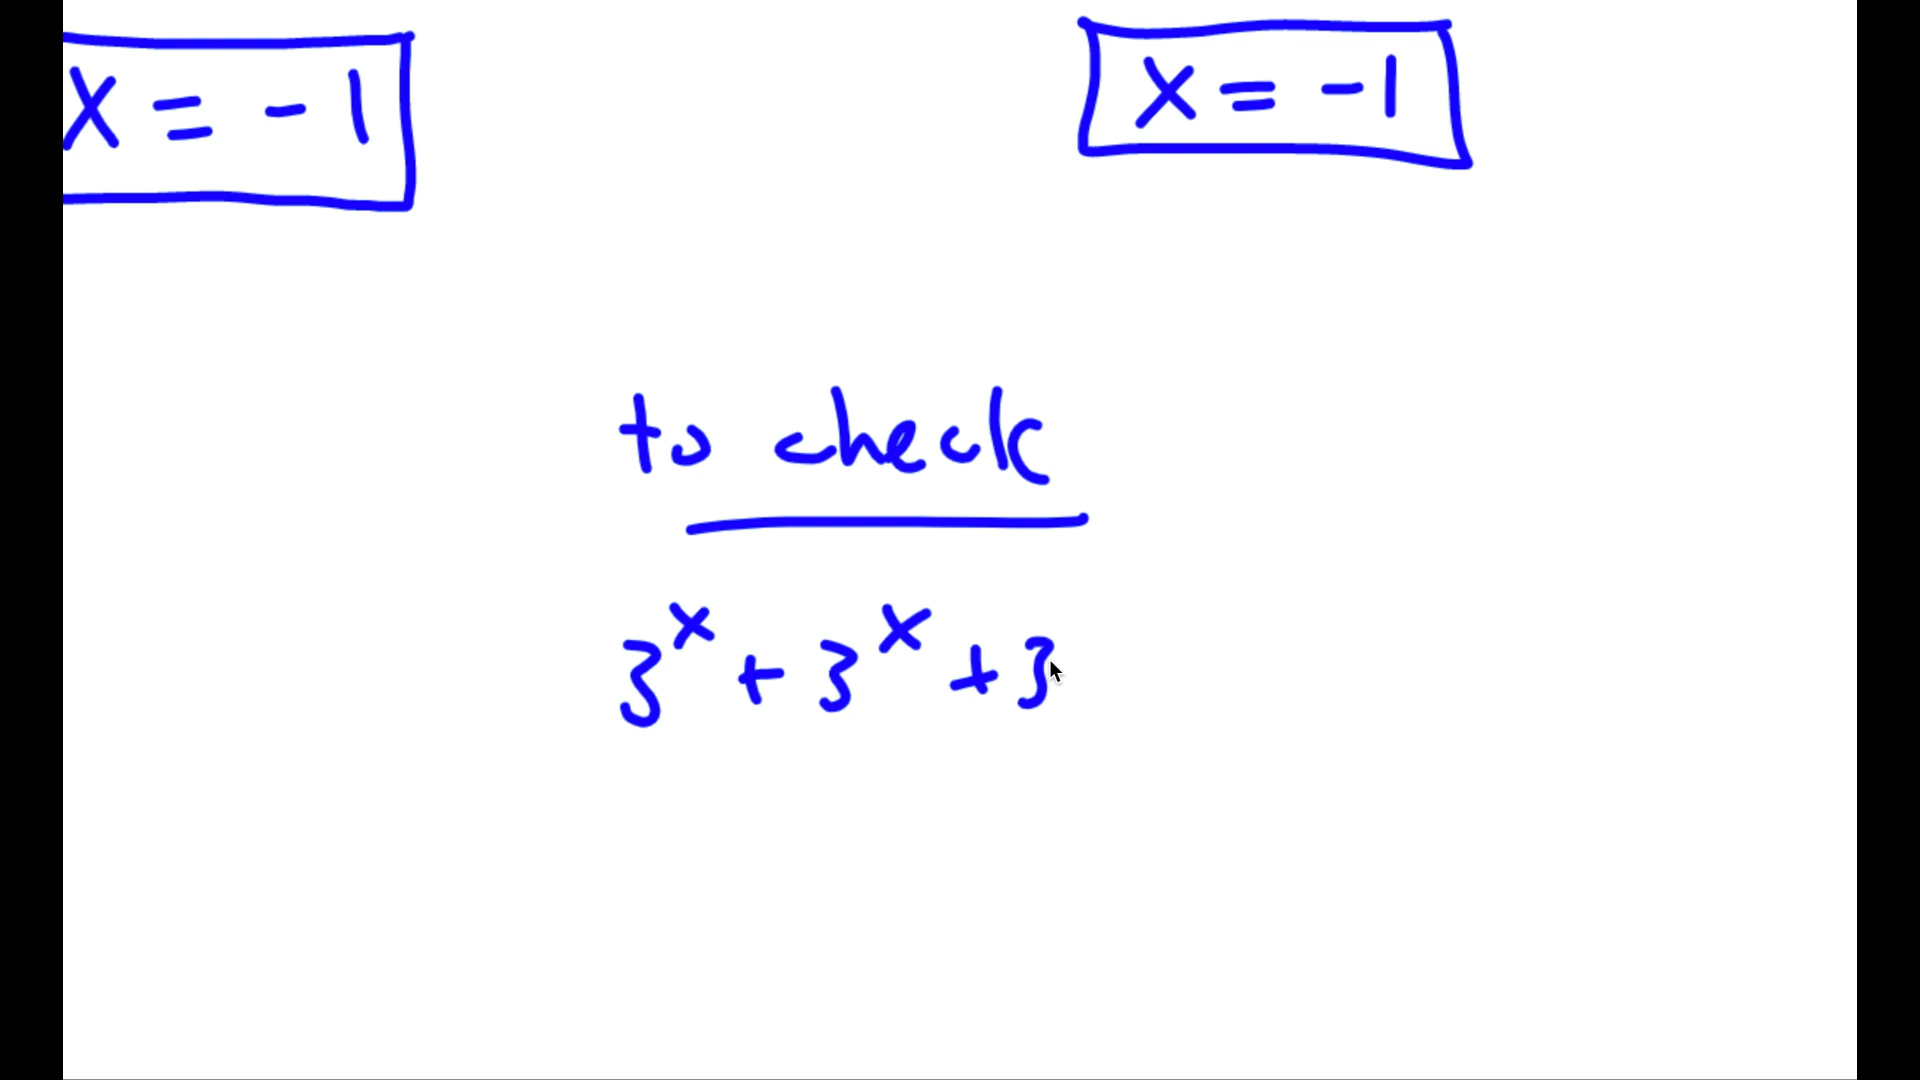 x = -1
x = -1
to check
3^x + 3^x + 3